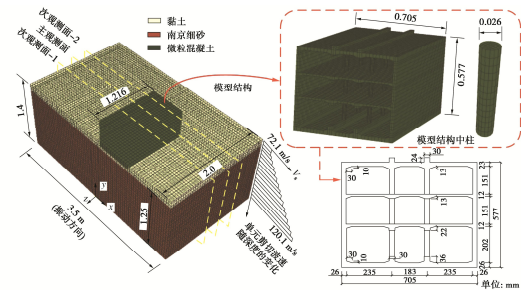 次观测面-2
主观测面
次观测面-1
黏土
南京细砂
微粒混凝土
模型结构
1.216
1.4
2.0
1.25
3.5 m
(振动方向)
y
x
72.1 m/s
Vs
120.1 m/s
单元剪切波速
随深度的变化
0.705
0.026
0.577
模型结构中柱
30
24
30
10
13
23
151
12
13
151
577
12
22
202
30
10
30
36
26
26
235
183
235
26
705
单位: mm